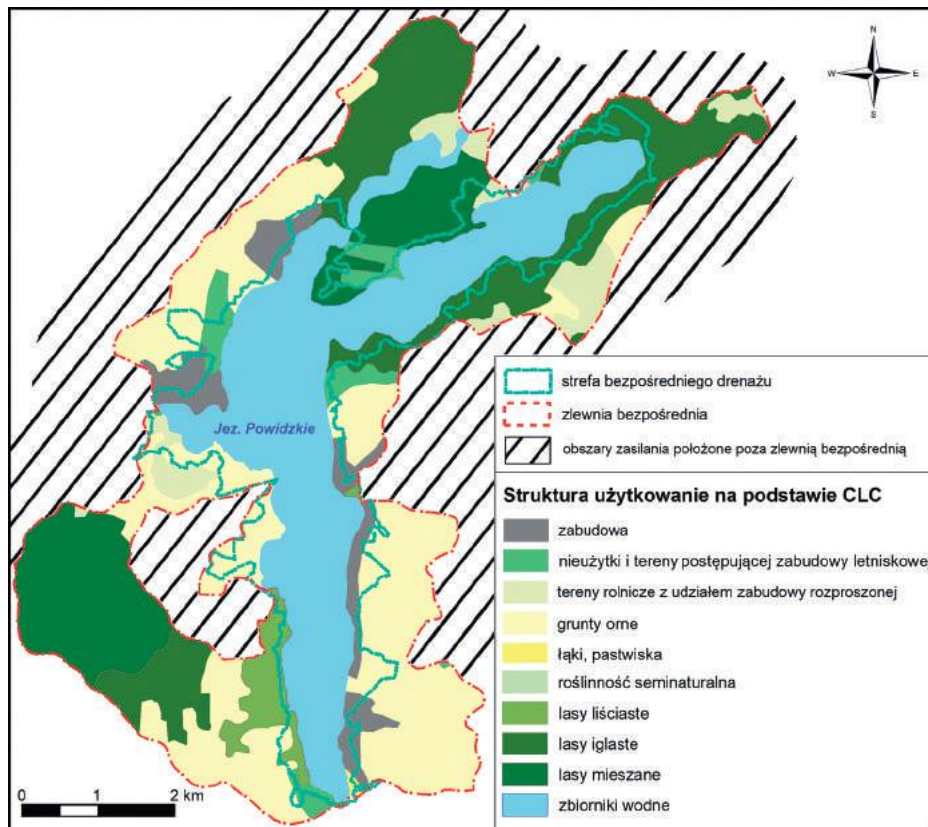 N
W E
S
Jez. Powidzkie
strefa bezpośredniego drenażu
zlewnia bezpośrednia
obszary zasilania położone poza zlewnią bezpośrednią
Struktura użytkowanie na podstawie CLC
zabudowa
nieużytki i tereny postępującej zabudowy letniskowej
tereny rolnicze z udziałem zabudowy rozproszonej
grunty orne
łąki, pastwiska
roślinność seminaturalna
lasy liściaste
lasy iglaste
lasy mieszane
zbiorniki wodne
0 1 2 km